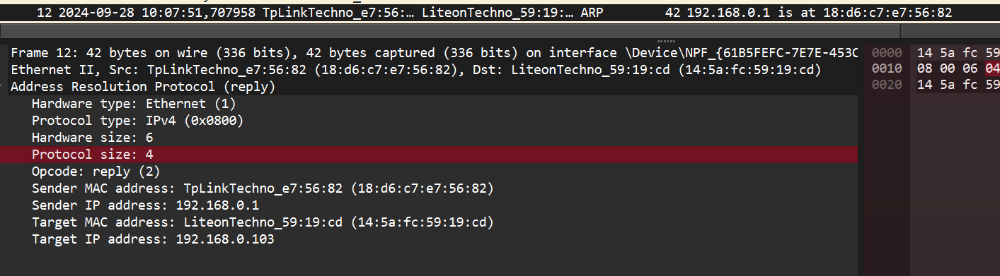 12 2024-09-28 10:07:51,707958 TpLinkTechno_e7:56:… LiteonTechno_59:19:… ARP 42 192.168.0.1 is at 18:d6:c7:e7:56:82
Frame 12: 42 bytes on wire (336 bits), 42 bytes captured (336 bits) on interface \Device\NPF_{61B5FEFC-7E7E-453C
Ethernet II, Src: TpLinkTechno_e7:56:82 (18:d6:c7:e7:56:82), Dst: LiteonTechno_59:19:cd (14:5a:fc:59:19:cd)
Address Resolution Protocol (reply)
Hardware type: Ethernet (1)
Protocol type: IPv4 (0x0800)
Hardware size: 6
Protocol size: 4
Opcode: reply (2)
Sender MAC address: TpLinkTechno_e7:56:82 (18:d6:c7:e7:56:82)
Sender IP address: 192.168.0.1
Target MAC address: LiteonTechno_59:19:cd (14:5a:fc:59:19:cd)
Target IP address: 192.168.0.103
0000 14 5a fc 59
0010 08 00 06 04
0020 14 5a fc 59